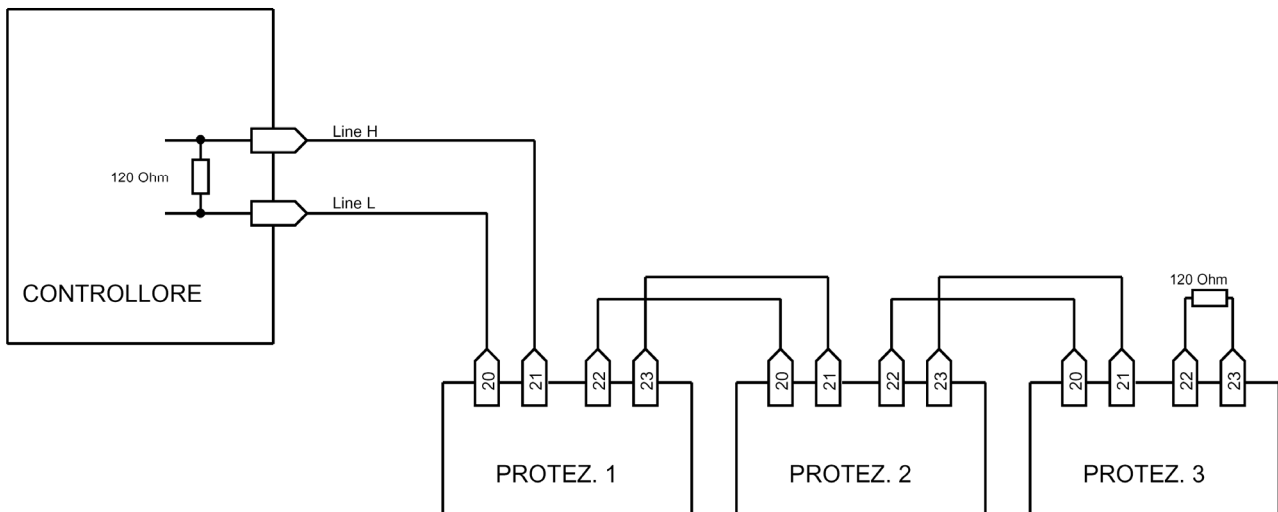 Line H
120 Ohm
Line L
CONTROLLORE
120 Ohm
20 21 22 23
20 21 22 23
20 21 22 23
PROTEZ. 1
PROTEZ. 2
PROTEZ. 3